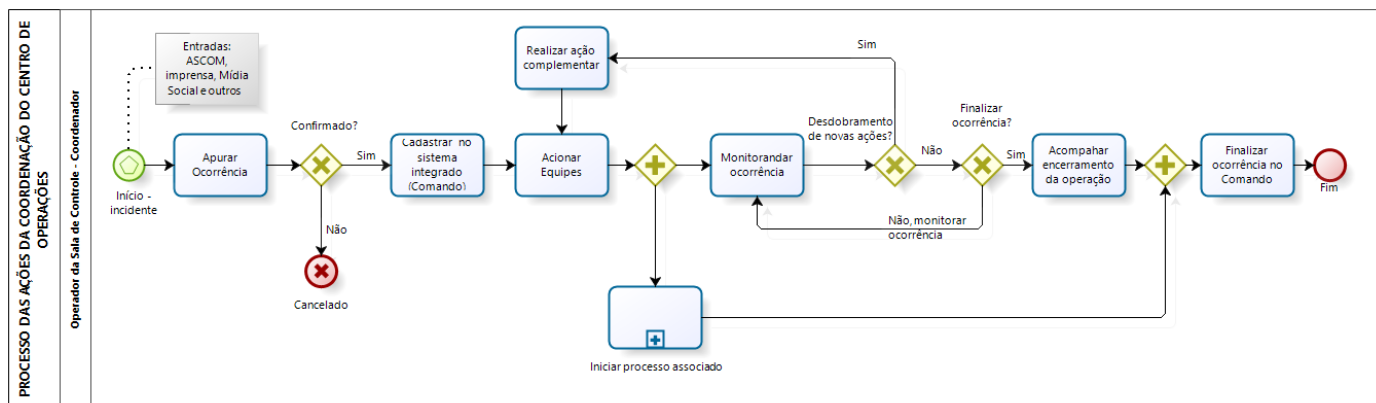 PROCESSO DAS AÇÕES DA COORDENAÇÃO DO CENTRO DE
OPERAÇÕES
Operador da Sala de Controle - Coordenador
Entradas:
ASCOM,
imprensa, Mídia
Social e outros
Início -
incidente
Apurar
Ocorrência
Confirmado?
Sim
Não
Cancelado
Cadastrar no
sistema
integrado
(Comando)
Realizar ação
complementar
Acionar
Equipes
Iniciar processo associado
Monitorandar
ocorrência
Sim
Desdobramento
de novas ações?
Não
Finalizar
ocorrência?
Sim
Não, monitorar
ocorrência
Acompahar
encerramento
da operação
Finalizar
ocorrência no
Comando
Fim